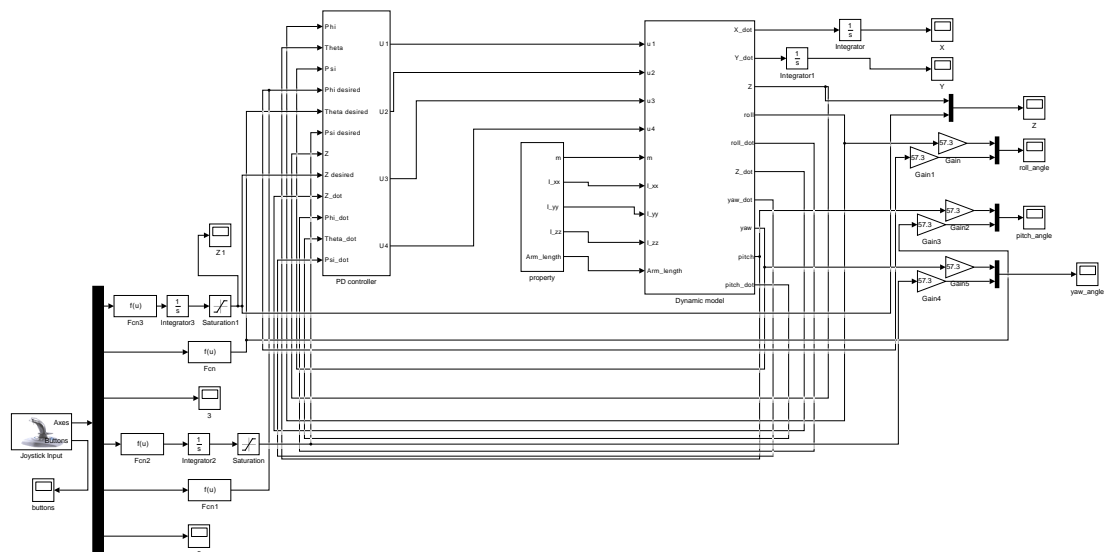 Phi
Theta
Psi
Phi desired
Theta desired
Psi desired
Z
Z desired
Z_dot
Phi_dot
Theta_dot
Psi_dot
U1
U2
U3
U4
PD controller
m
I_xx
I_yy
I_zz
Arm_length
property
u1
u2
u3
u4
m
I_xx
I_yy
I_zz
Arm_length
X_dot
Y_dot
Z
roll
roll_dot
Z_dot
yaw_dot
yaw
pitch
pitch_dot
Dynamic model
1
s
Integrator
X
1
s
Integrator1
Y
Z
57.3
Gain
57.3
Gain1
roll_angle
57.3
Gain2
57.3
Gain3
pitch_angle
57.3
Gain5
57.3
Gain4
yaw_angle
Z1
f(u)
Fcn3
1
s
Integrator3
Saturation1
f(u)
Fcn
3
Axes
Buttons
Joystick Input
f(u)
Fcn2
1
s
Integrator2
Saturation
buttons
f(u)
Fcn1